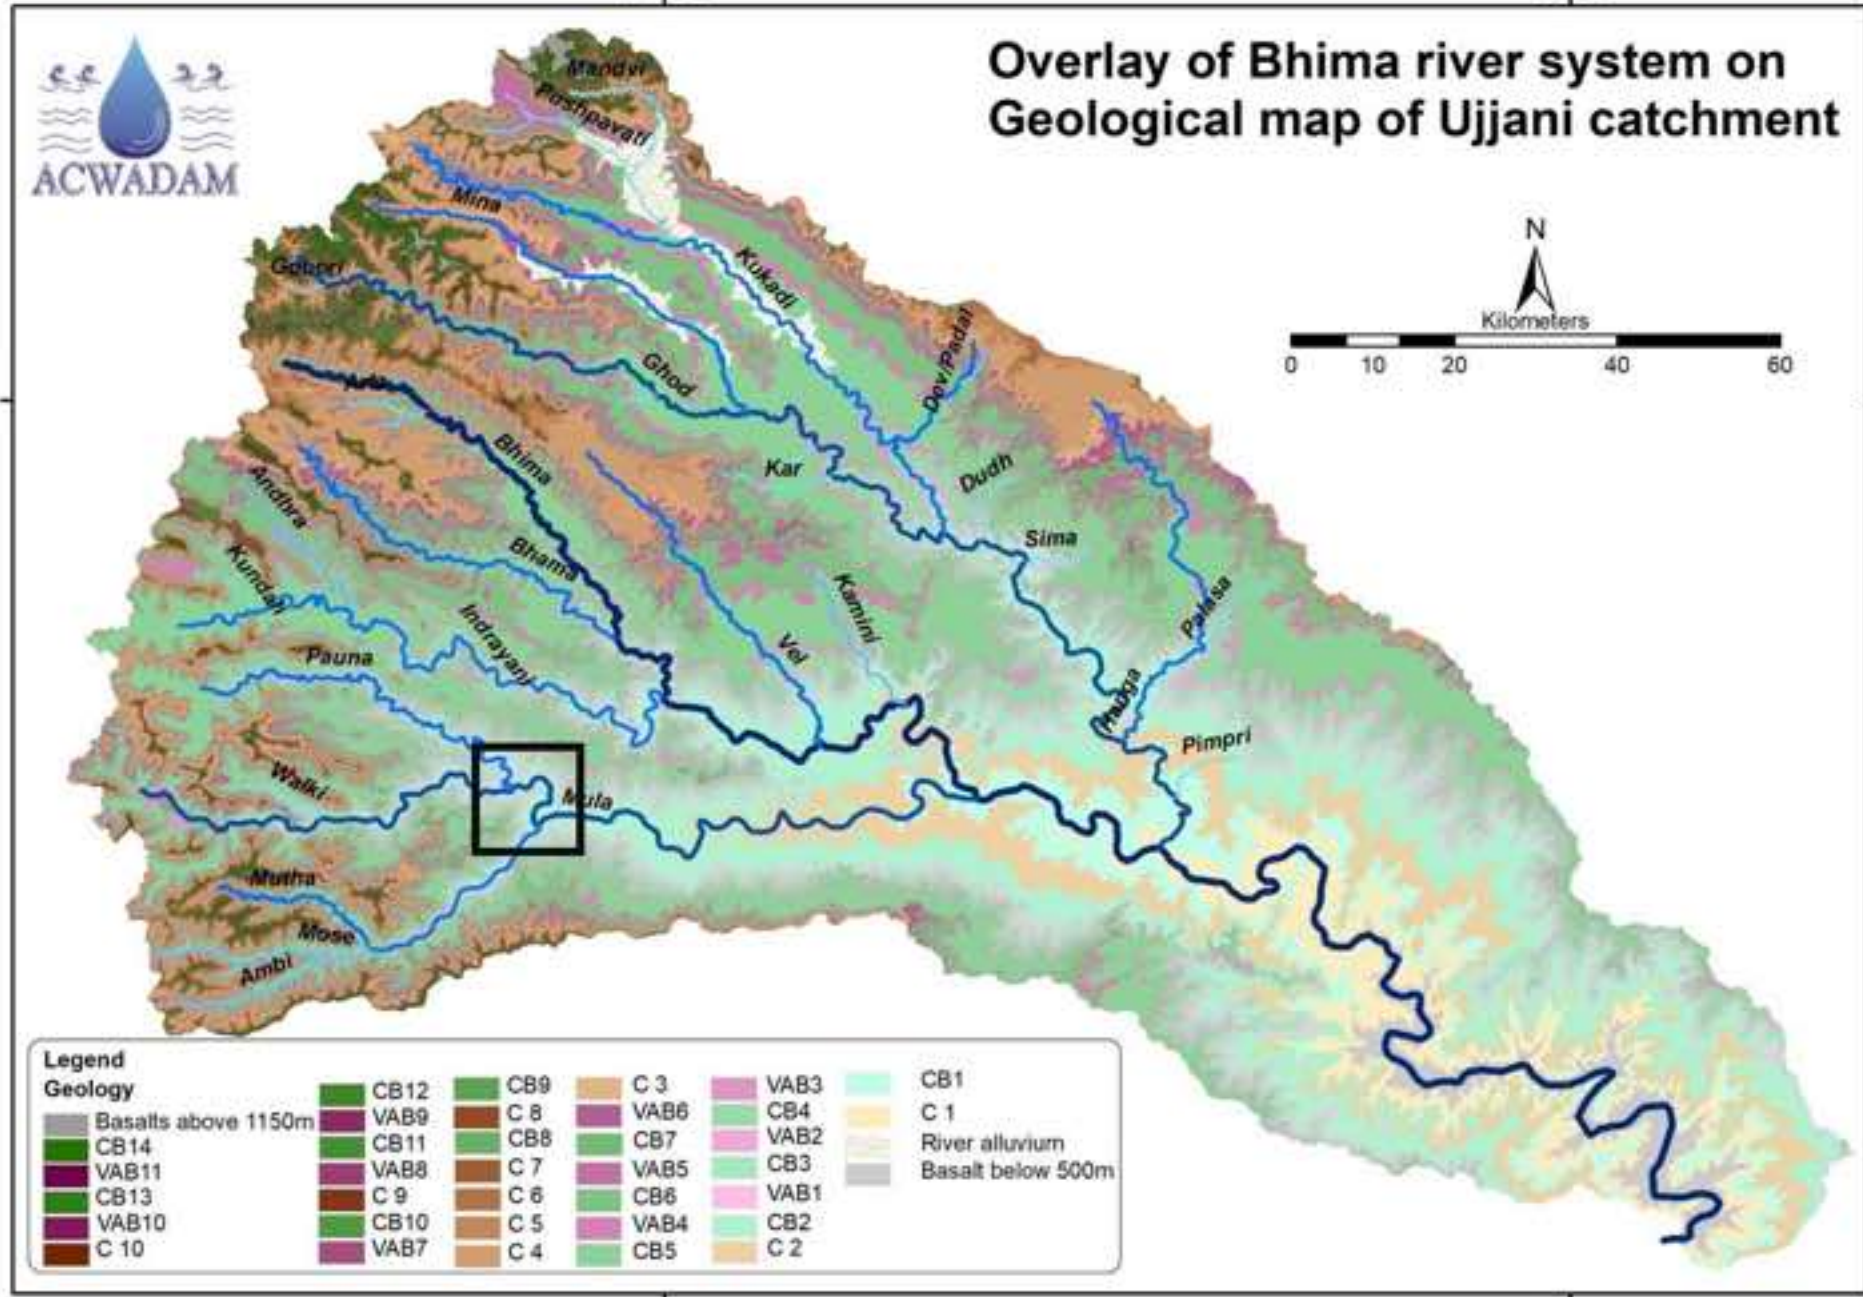 Overlay of Bhima river system on
Geological map of Ujjani catchment
ACWADAM
N
Kilometers
0 10 20 40 60
Mandvi
Pushpavati
Mina
Kukadi
Ghod
Dev/Padal
Bhima
Kar
Dudh
Andhra
Sima
Bhama
Kundali
Kamini
Palasa
Indrayani
Vel
Pauna
Hadga
Pimpri
Walki
Mula
Mutha
Mose
Ambi
Legend
Geology
Basalts above 1150m
CB14
VAB11
CB13
VAB10
C 10
CB12
VAB9
CB11
VAB8
C 9
CB10
VAB7
CB9
C 8
CB8
C 7
C 6
C 5
C 4
C 3
VAB6
CB7
VAB5
CB6
VAB4
CB5
VAB3
CB4
VAB2
CB3
VAB1
CB2
C 2
CB1
C 1
River alluvium
Basalt below 500m